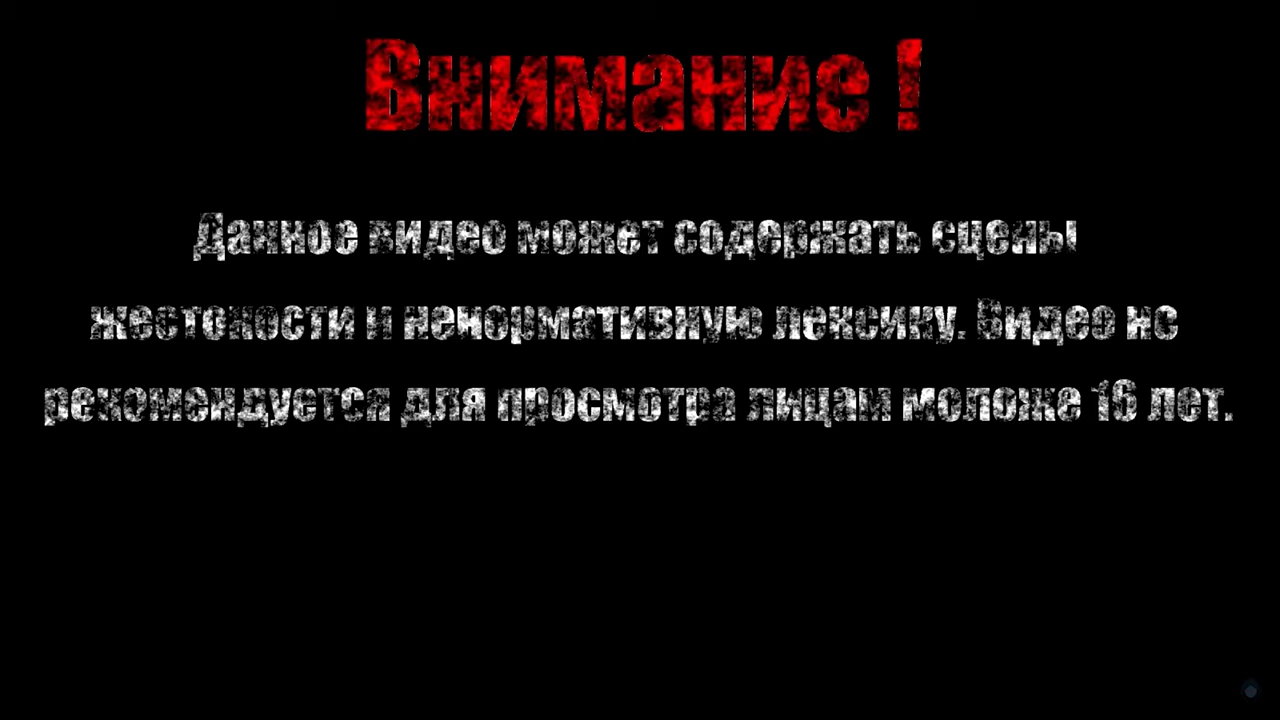 Внимание !
Данное видео может содержать сцены
жестокости и ненормативную лексику. Видео не
рекомендуется для просмотра лицам моложе 16 лет.